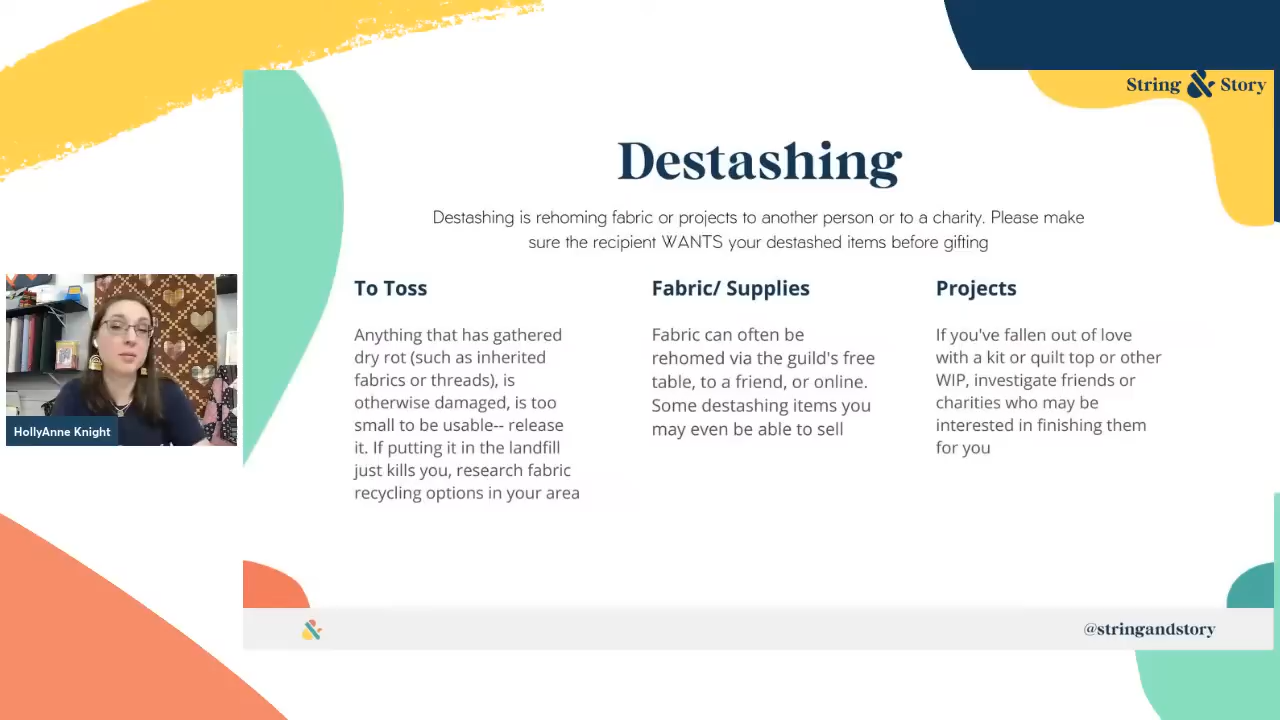 String & Story
Destashing
Destashing is rehoming fabric or projects to another person or to a charity. Please make
sure the recipient WANTS your destashed items before gifting
To Toss
Anything that has gathered
dry rot (such as inherited
fabrics or threads), is
otherwise damaged, is too
small to be usable-- release
it. If putting it in the landfill
just kills you, research fabric
recycling options in your area
Fabric/ Supplies
Fabric can often be
rehomed via the guild's free
table, to a friend, or online.
Some destashing items you
may even be able to sell
Projects
If you've fallen out of love
with a kit or quilt top or other
WIP, investigate friends or
charities who may be
interested in finishing them
for you
HollyAnne Knight
@stringandstory